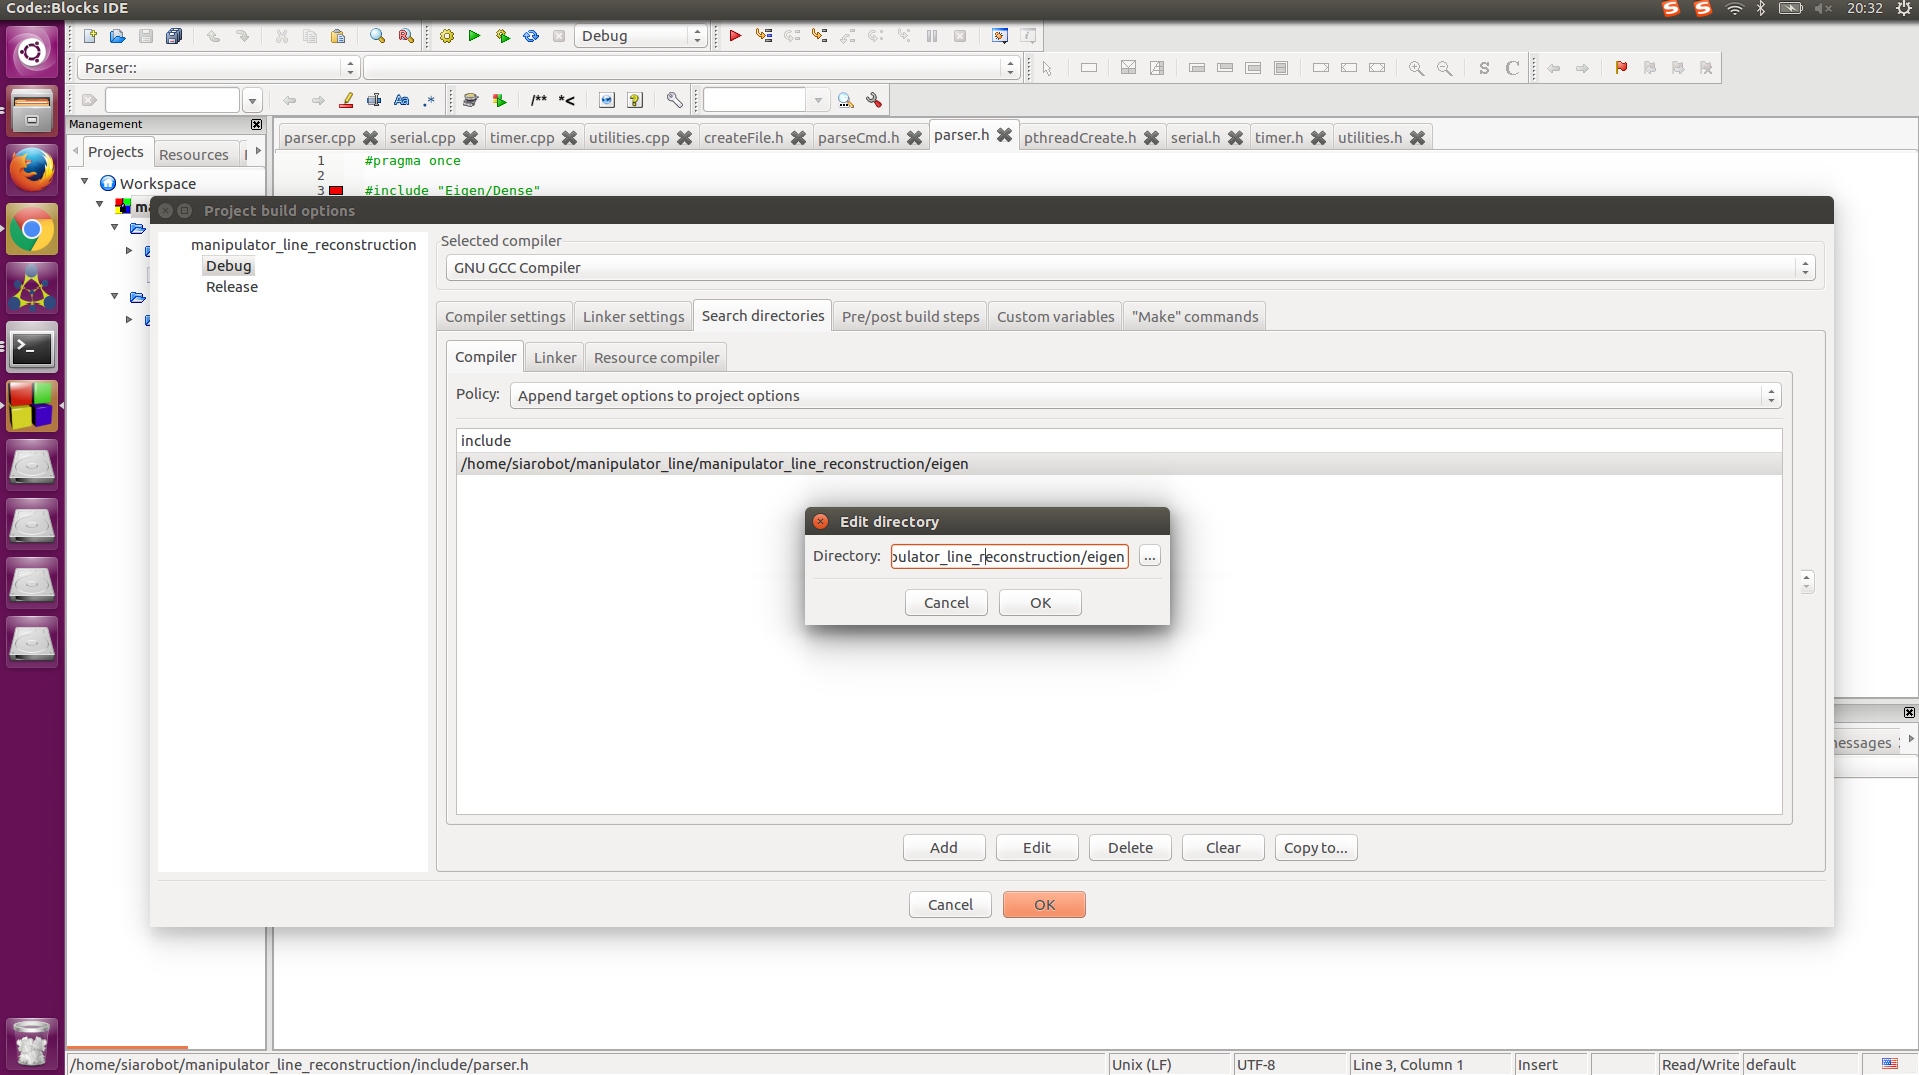 Code::Blocks IDE
20:32
Debug
Parser::
S C
Aa .*
/** *<
Management
Projects Resources
parser.cpp serial.cpp timer.cpp utilities.cpp createFile.h parseCmd.h parser.h pthreadCreate.h serial.h timer.h utilities.h
Workspace
1 #pragma once
2
3 #include "Eigen/Dense"
Project build options
manipulator_line_reconstruction
Debug
Release
Selected compiler
GNU GCC Compiler
Compiler settings Linker settings Search directories Pre/post build steps Custom variables "Make" commands
Compiler Linker Resource compiler
Policy: Append target options to project options
include
/home/siarobot/manipulator_line/manipulator_line_reconstruction/eigen
Edit directory
Directory: pulator_line_reconstruction/eigen ...
Cancel OK
Add Edit Delete Clear Copy to...
Cancel OK
messages
/home/siarobot/manipulator_line_reconstruction/include/parser.h Unix (LF) UTF-8 Line 3, Column 1 Insert Read/Write default